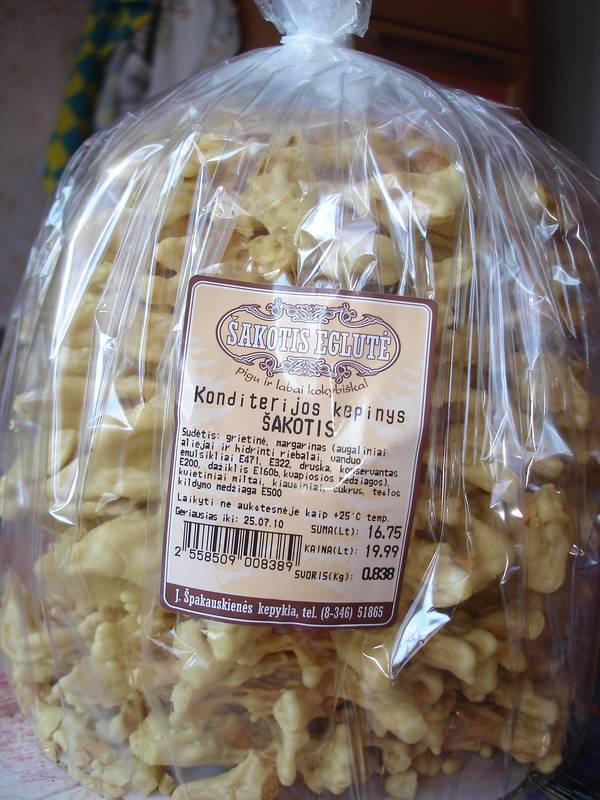 ŠAKOTIS EGLUTĖ
Pigu ir labai kokybiška!
Konditerijos kepinys
ŠAKOTIS
Sudėtis: grietinė, margarinas (augaliniai
aliejai ir hidrinti riebalai, vanduo
emulsikliai E471, E322, druska, konservantas
E200, dažiklis E160b, kvapiosios medžiagos),
kvietiniai miltai, kiaušiniai, cukrus, tešlos
kildymo medžiaga E500
Laikyti ne aukštesnėje kaip +25°C temp.
Geriausias iki: 25.07.10
SUMA(Lt): 16.75
KAINA(Lt): 19.99
2 558509 008389
SVORIS(Kg): 0.838
J. Špakauskienės kepykla, tel. (8-346) 51865